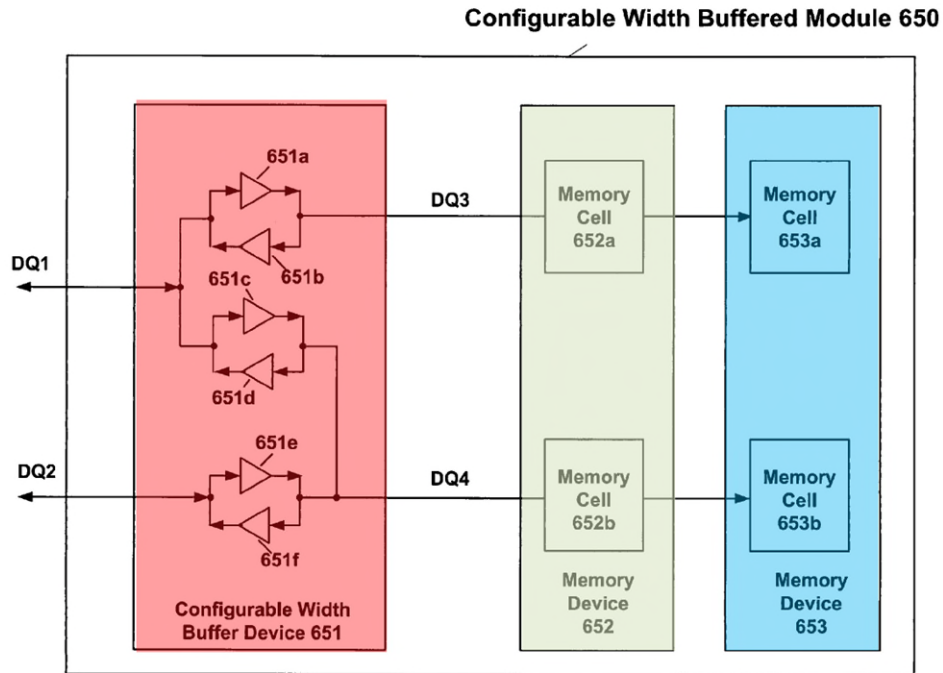 Configurable Width Buffered Module 650
651a
DQ3
Memory
Cell
652a
Memory
Cell
653a
651b
DQ1
651c
651d
651e
DQ2
DQ4
Memory
Cell
652b
Memory
Cell
653b
651f
Configurable Width
Buffer Device 651
Memory
Device
652
Memory
Device
653